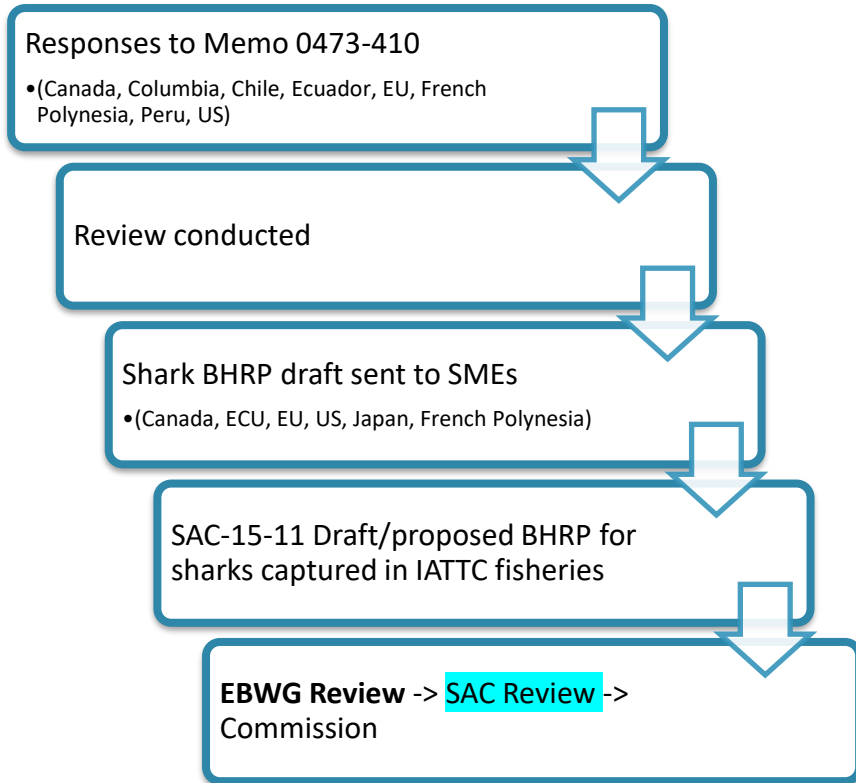 Responses to Memo 0473-410
•(Canada, Columbia, Chile, Ecuador, EU, French
Polynesia, Peru, US)
Review conducted
Shark BHRP draft sent to SMEs
•(Canada, ECU, EU, US, Japan, French Polynesia)
SAC-15-11 Draft/proposed BHRP for
sharks captured in IATTC fisheries
EBWG Review -> SAC Review ->
Commission